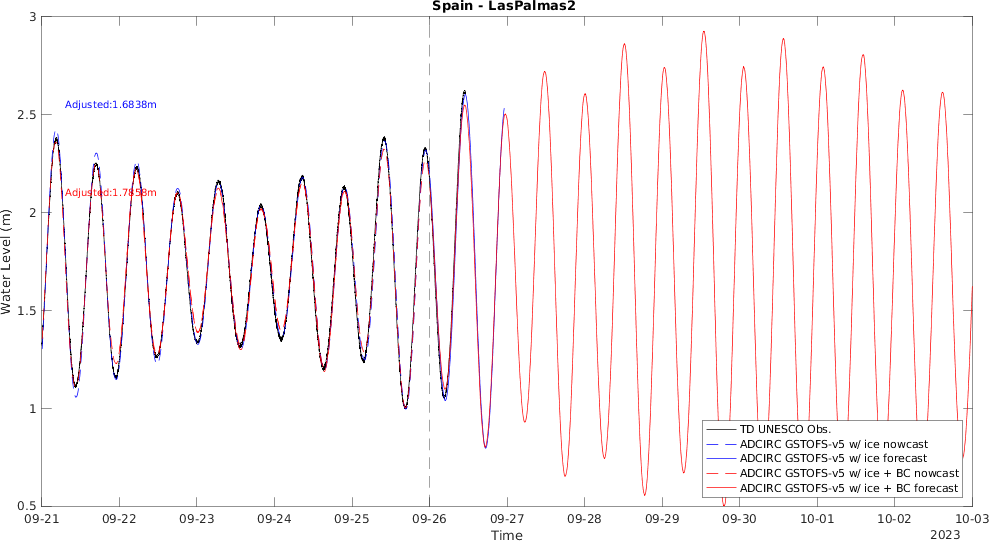 Spain - LasPalmas2
3
2.5
2
1.5
1
0.5
Water Level (m)
Adjusted:1.6838m
Adjusted:1.7858m
TD UNESCO Obs.
ADCIRC GSTOFS-v5 w/ ice nowcast
ADCIRC GSTOFS-v5 w/ ice forecast
ADCIRC GSTOFS-v5 w/ ice + BC nowcast
ADCIRC GSTOFS-v5 w/ ice + BC forecast
09-21 09-22 09-23 09-24 09-25 09-26 09-27 09-28 09-29 09-30 10-01 10-02 10-03
Time
2023